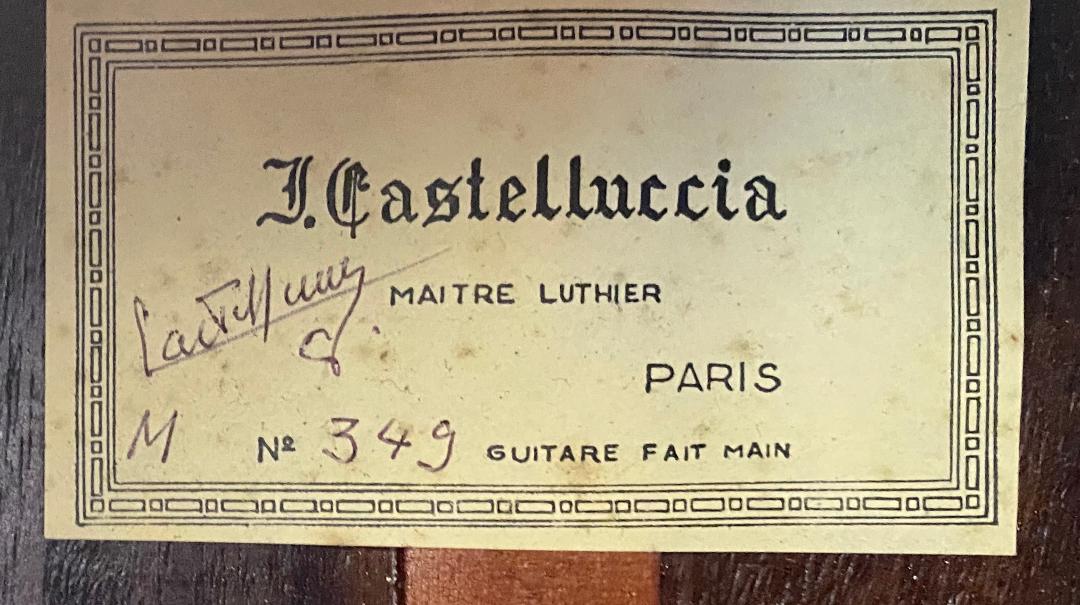 J. Castelluccia
MAITRE LUTHIER
PARIS
M Nº 349 GUITARE FAIT MAIN